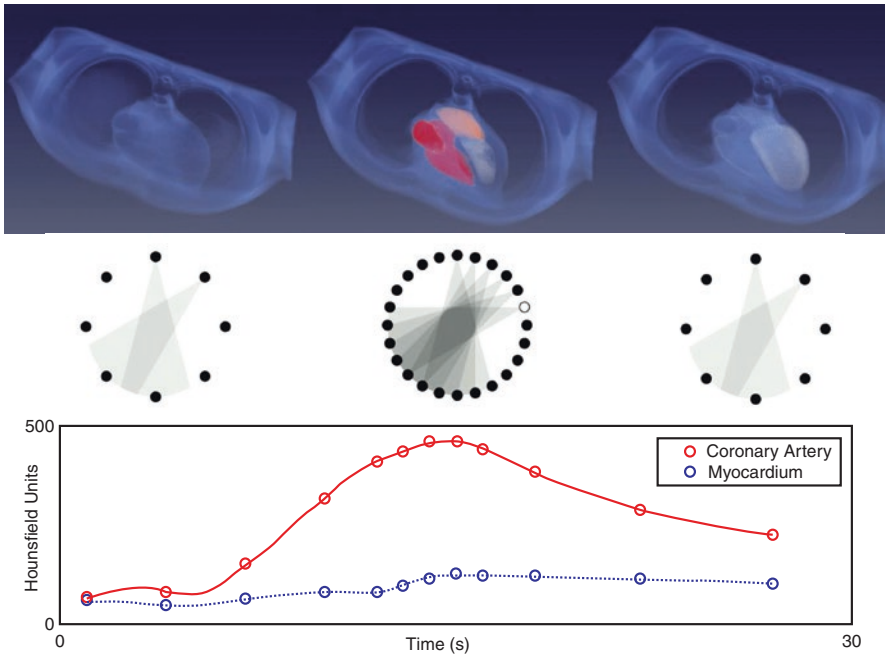 500
Hounsfield Units
Coronary Artery
Myocardium
0
0
Time (s)
30